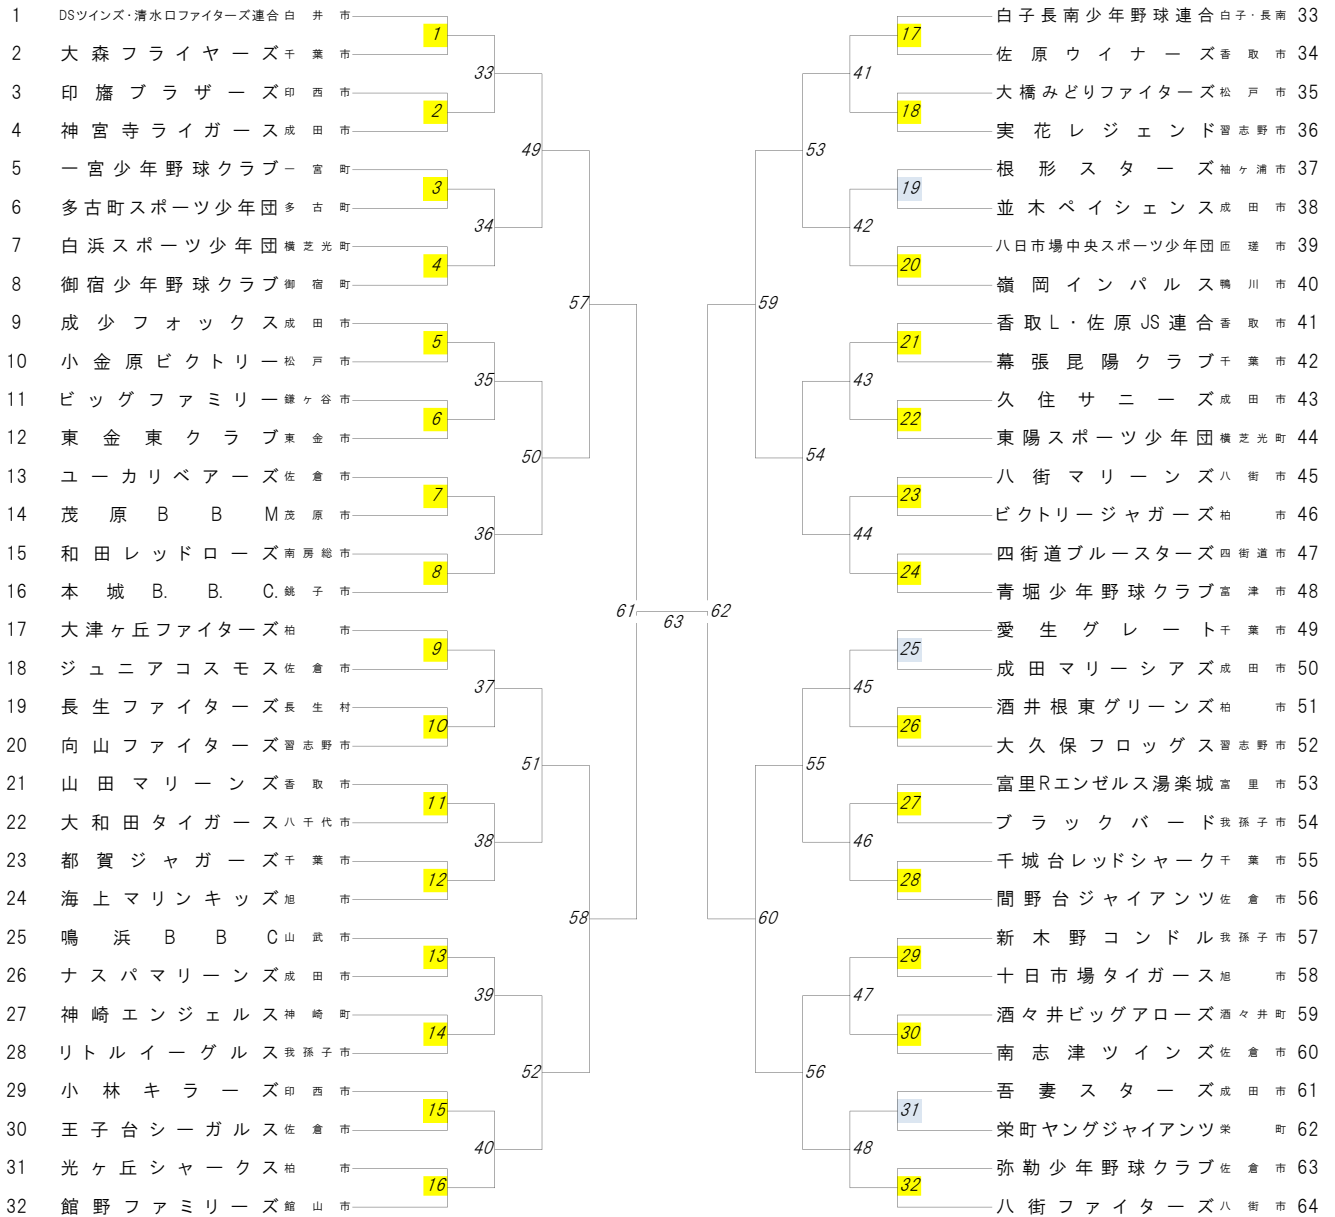 1 DSツインズ・清水口ファイターズ連合 白井市
1
2 大森フライヤーズ 千葉市
33
3 印旛ブラザーズ 印西市
2
4 神宮寺ライガース 成田市
49
5 一宮少年野球クラブ 一宮町
3
6 多古町スポーツ少年団 多古町
34
7 白浜スポーツ少年団 横芝光町
4
8 御宿少年野球クラブ 御宿町
57
9 成少フォックス 成田市
5
10 小金原ビクトリー 松戸市
35
11 ビッグファミリー 鎌ヶ谷市
6
12 東金東クラブ 東金市
50
13 ユーカリベアーズ 佐倉市
7
14 茂原BBM 茂原市
36
15 和田レッドローズ 南房総市
8
16 本城B.B.C. 銚子市
61
63
62
17 大津ヶ丘ファイターズ 柏市
9
18 ジュニアコスモス 佐倉市
37
19 長生ファイターズ 長生村
10
20 向山ファイターズ 習志野市
51
21 山田マリーンズ 香取市
11
22 大和田タイガース 八千代市
38
23 都賀ジャガーズ 千葉市
12
24 海上マリンキッズ 旭市
58
25 鳴浜BBC 山武市
13
26 ナスパマリーンズ 成田市
39
27 神崎エンジェルス 神崎町
14
28 リトルイーグルス 我孫子市
52
29 小林キラーズ 印西市
15
30 王子台シーガルス 佐倉市
40
31 光ヶ丘シャークス 柏市
16
32 館野ファミリーズ 館山市
白子長南少年野球連合 白子・長南 33
17
佐原ウイナーズ 香取市 34
41
大橋みどりファイターズ 松戸市 35
18
実花レジェンド 習志野市 36
53
根形スターズ 袖ヶ浦市 37
19
並木ペイシェンス 成田市 38
42
八日市場中央スポーツ少年団 匝瑳市 39
20
嶺岡インパルス 鴨川市 40
59
香取L・佐原JS連合 香取市 41
21
幕張昆陽クラブ 千葉市 42
43
久住サニーズ 成田市 43
22
東陽スポーツ少年団 横芝光町 44
54
八街マリーンズ 八街市 45
23
ビクトリージャガーズ 柏市 46
44
四街道ブルースターズ 四街道市 47
24
青堀少年野球クラブ 富津市 48
愛生グレート 千葉市 49
25
成田マリーシアズ 成田市 50
45
酒井根東グリーンズ 柏市 51
26
大久保フロッグス 習志野市 52
55
富里Rエンゼルス湯楽城 富里市 53
27
ブラックバード 我孫子市 54
46
千城台レッドシャーク 千葉市 55
28
間野台ジャイアンツ 佐倉市 56
60
新木野コンドル 我孫子市 57
29
十日市場タイガース 旭市 58
47
酒々井ビッグアローズ 酒々井町 59
30
南志津ツインズ 佐倉市 60
56
吾妻スターズ 成田市 61
31
栄町ヤングジャイアンツ 栄町 62
48
弥勒少年野球クラブ 佐倉市 63
32
八街ファイターズ 八街市 64